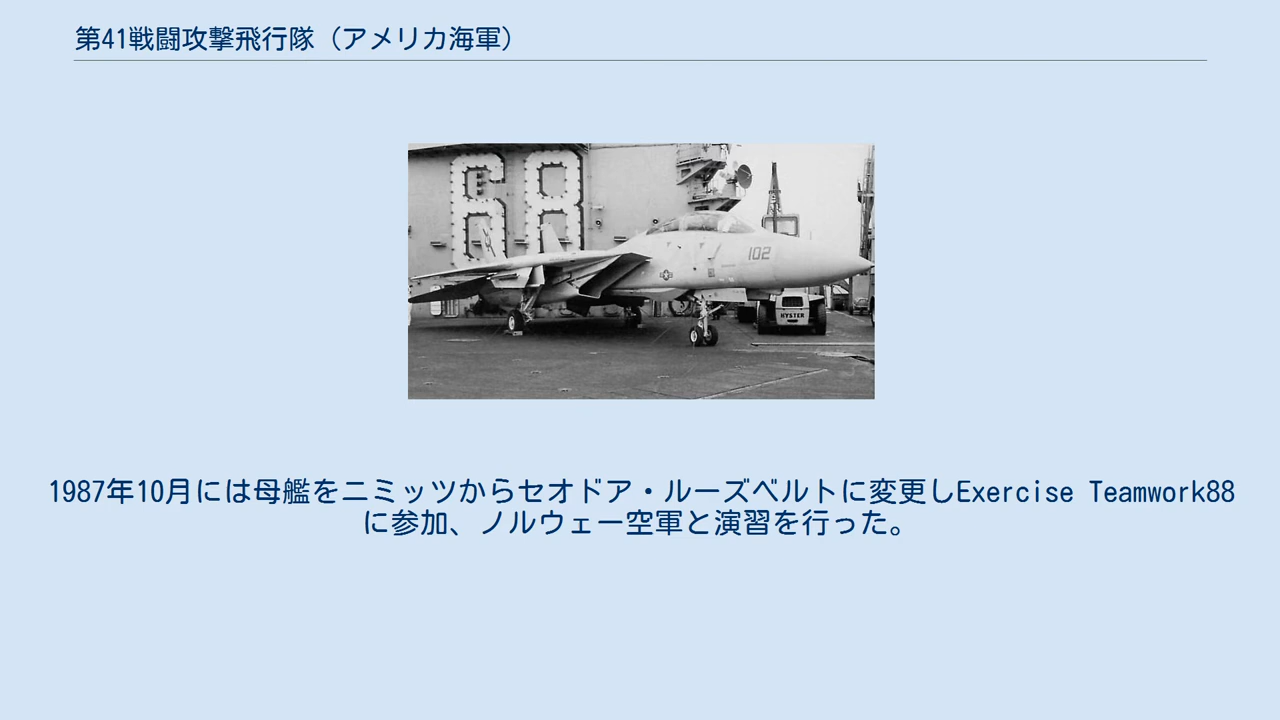 第41戦闘攻撃飛行隊（アメリカ海軍）
68
102
HYSTER
1987年10月には母艦をニミッツからセオドア・ルーズベルトに変更しExercise Teamwork88
に参加、ノルウェー空軍と演習を行った。